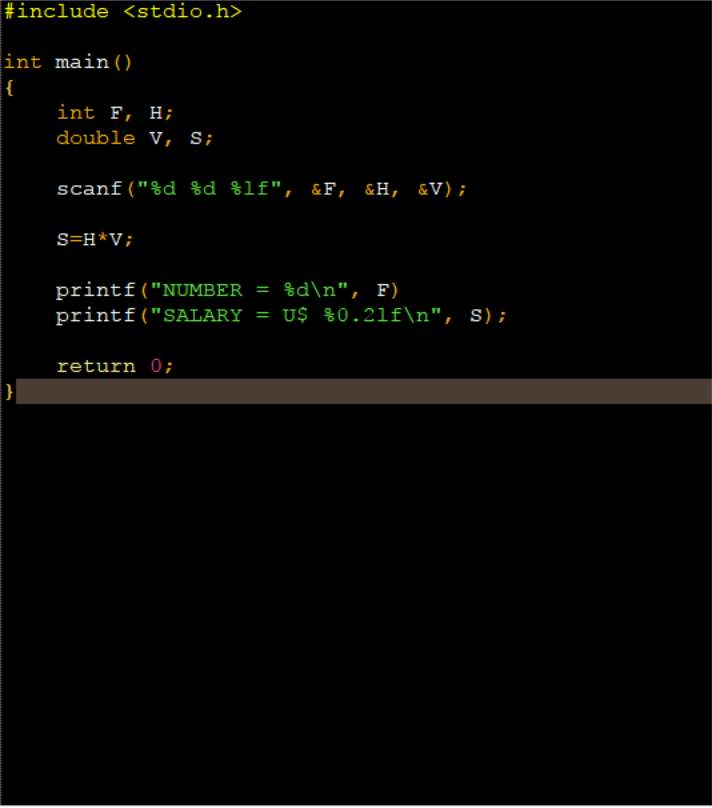 #include <stdio.h>
int main()
{
    int F, H;
    double V, S;
    scanf("%d %d %lf", &F, &H, &V);
    S=H*V;
    printf("NUMBER = %d\n", F)
    printf("SALARY = U$ %0.2lf\n", S);
    return 0;
}